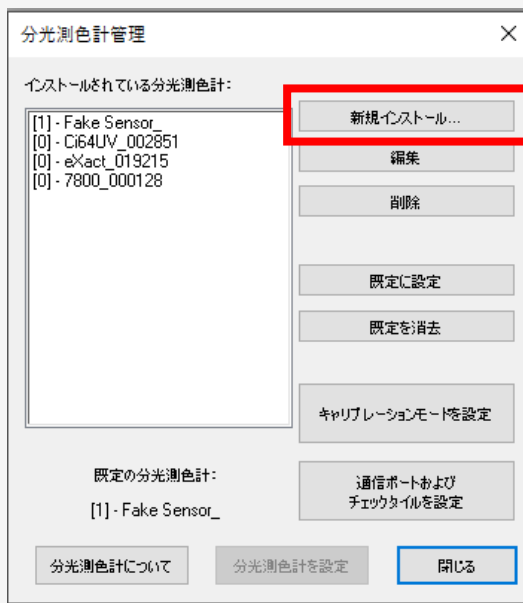 分光測色計管理
インストールされている分光測色計:
[1] - Fake Sensor_
[0] - Ci64UV_002851
[0] - eXact_019215
[0] - 7800_000128
新規インストール...
編集
削除
既定に設定
既定を消去
キャリブレーションモードを設定
既定の分光測色計:
[1] - Fake Sensor_
通信ポートおよび
チェックタイルを設定
分光測色計について
分光測色計を設定
閉じる